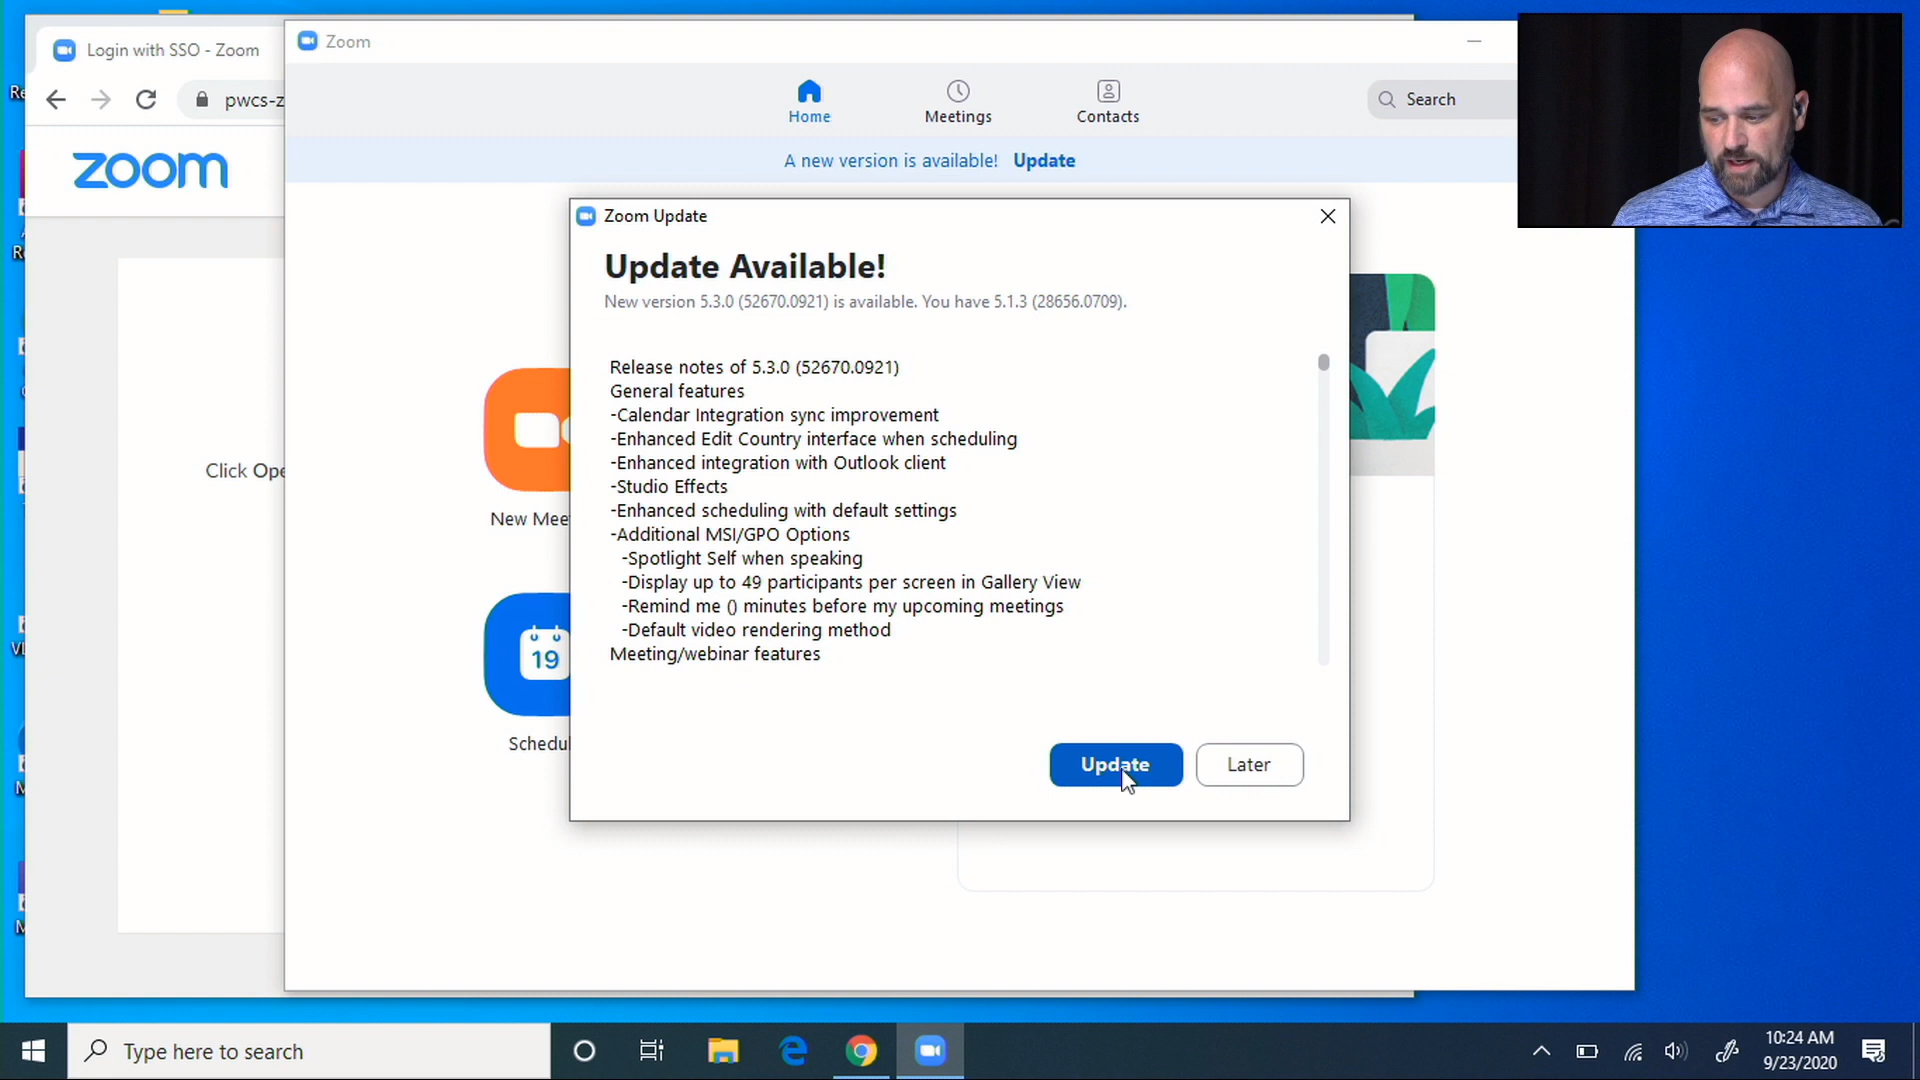 Login with SSO - Zoom
pwcs-z
zoom
Click Ope
Zoom
Home
Meetings
Contacts
Search
A new version is available! Update
New Mee
19
Schedul
Zoom Update
Update Available!
New version 5.3.0 (52670.0921) is available. You have 5.1.3 (28656.0709).
Release notes of 5.3.0 (52670.0921)
General features
-Calendar Integration sync improvement
-Enhanced Edit Country interface when scheduling
-Enhanced integration with Outlook client
-Studio Effects
-Enhanced scheduling with default settings
-Additional MSI/GPO Options
-Spotlight Self when speaking
-Display up to 49 participants per screen in Gallery View
-Remind me () minutes before my upcoming meetings
-Default video rendering method
Meeting/webinar features
Update
Later
Type here to search
10:24 AM
9/23/2020